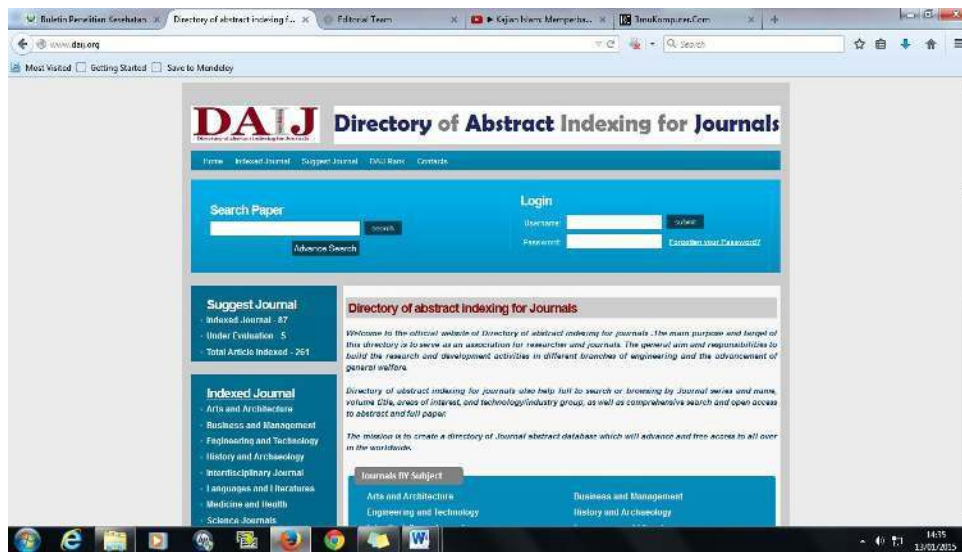 Buletin Penelitian Kesehatan
Directory of abstract indexing f...
Editorial Team
Kajian Islam: Memperba...
IlmuKomputer.Com
www.daij.org
Search
Most Visited
Getting Started
Save to Mendeley
DAIJ
Directory of Abstract Indexing for Journals
Home Indexed Journal Suggest Journal DAIJ Rank Contacts
Search Paper
search
Advance Search
Login
Username
submit
Password
Forgotten your Password?
Suggest Journal
Indexed Journal - 87
Under Evaluation - 5
Total Article Indexed - 261
Indexed Journal
Arts and Architecture
Business and Management
Engineering and Technology
History and Archaeology
Interdisciplinary Journal
Languages and Literatures
Medicine and Health
Science Journals
Directory of abstract indexing for Journals
Welcome to the official website of Directory of abstract indexing for journals .The main purpose and target of
this directory is to serve as an association for researcher and journals. The general aim and responsibilities to
build the research and development activities in different branches of engineering and the advancement of
general welfare.
Directory of abstract indexing for journals also help full to search or browsing by Journal series and name,
volume title, areas of interest, and technology/industry group, as well as comprehensive search and open access
to abstract and full paper.
The mission is to create a directory of Journal abstract database which will advance and free access to all over
in the worldwide.
Journals BY Subject
Arts and Architecture
Business and Management
Engineering and Technology
History and Archaeology
14:35
13/01/2015